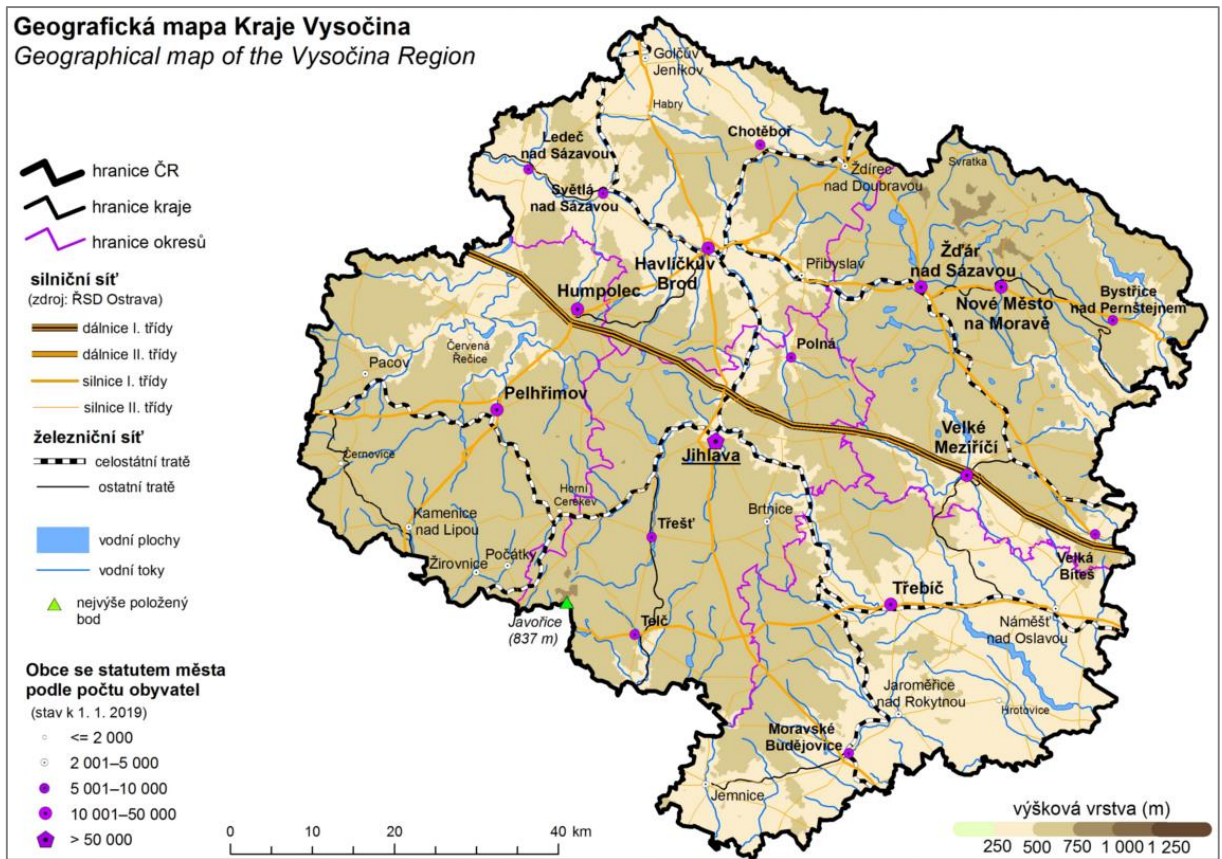 Geografická mapa Kraje Vysočina
Geographical map of the Vysočina Region
hranice ČR
hranice kraje
hranice okresů
silniční síť
(zdroj: ŘSD Ostrava)
dálnice I. třídy
dálnice II. třídy
silnice I. třídy
silnice II. třídy
železniční síť
celostátní tratě
ostatní tratě
vodní plochy
vodní toky
nejvýše položený
bod
Obce se statutem města
podle počtu obyvatel
(stav k 1. 1. 2019)
<= 2 000
2 001–5 000
5 001–10 000
10 001–50 000
> 50 000
Golčův
Jeníkov
Habry
Chotěboř
Ledeč
nad Sázavou
Světlá
nad Sázavou
Ždírec
nad Doubravou
Svratka
Havlíčkův
Brod
Přibyslav
Žďár
nad Sázavou
Nové Město
na Moravě
Bystřice
nad Pernštejnem
Humpolec
Červená
Řečice
Pacov
Polná
Pelhřimov
Jihlava
Velké
Meziříčí
Černovice
Horní
Cerekev
Kamenice
nad Lipou
Třešť
Brtnice
Počátky
Žirovnice
Velká
Bíteš
Javořice
(837 m)
Telč
Třebíč
Náměšť
nad Oslavou
Jaroměřice
nad Rokytnou
Hrotovice
Moravské
Budějovice
Jemnice
0 10 20 40 km
výšková vrstva (m)
250 500 750 1 000 1 250